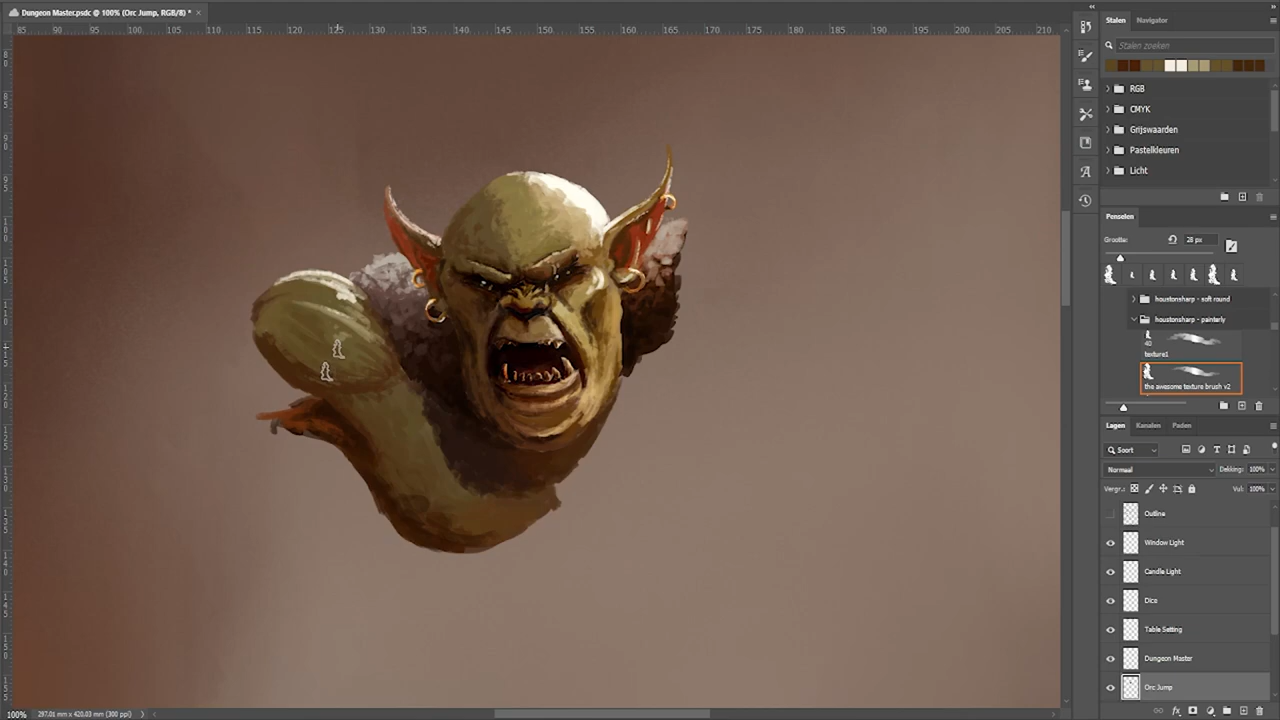 Dungeon Master.psdc @ 100% (Orc Jump, RGB/8) *
85 90 95 100 105 110 115 120 125 130 135 140 145 150 155 160 165 170 175 180 185 190 195 200 205 210
Stalen Navigator
Stalen zoeken
RGB
CMYK
Grijswaarden
Pastelkleuren
Licht
Penselen
Grootte: 28 px
houstonsharp - soft round
houstonsharp - painterly
40
texture1
the awesome texture brush v2
Lagen Kanalen Paden
Soort
Normaal Dekking: 100%
Vergr.: Vul: 100%
Outline
Window Light
Candle Light
Dice
Table Setting
Dungeon Master
Orc Jump
100% 297.01 mm x 420.03 mm (300 ppi)